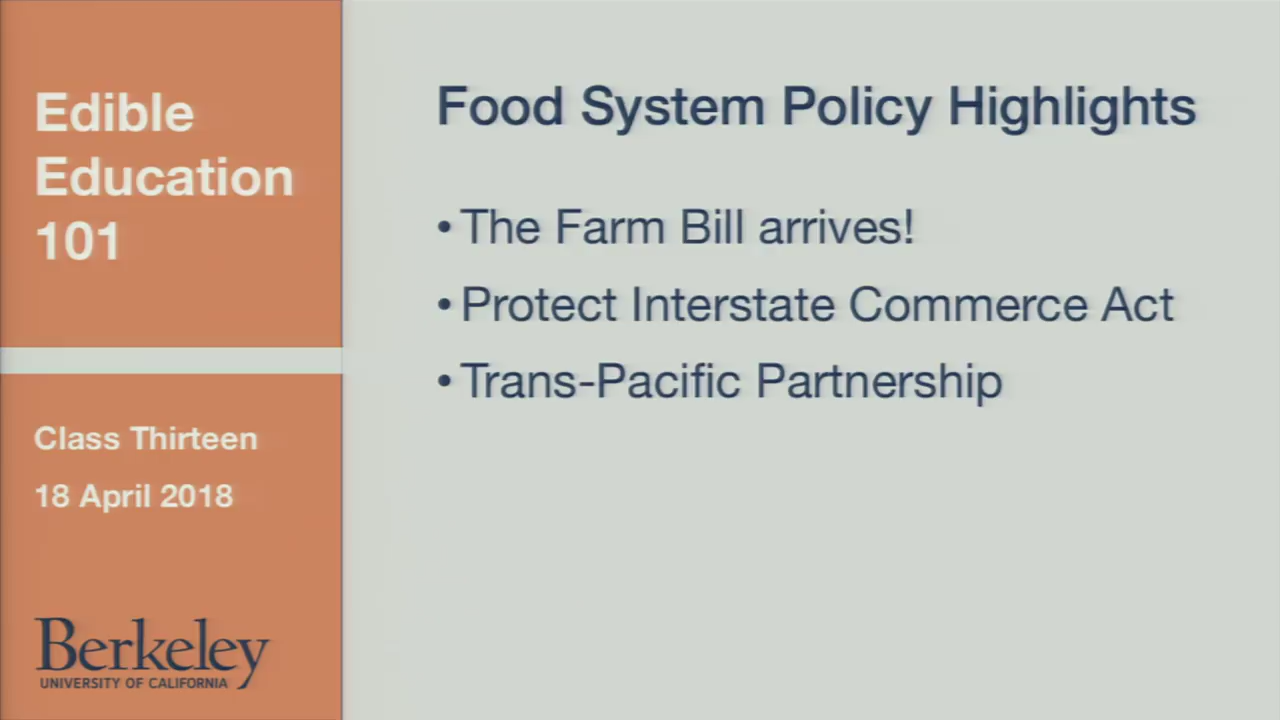 Edible
Education
101
Class Thirteen
18 April 2018
Berkeley
UNIVERSITY OF CALIFORNIA
Food System Policy Highlights
• The Farm Bill arrives!
• Protect Interstate Commerce Act
• Trans-Pacific Partnership